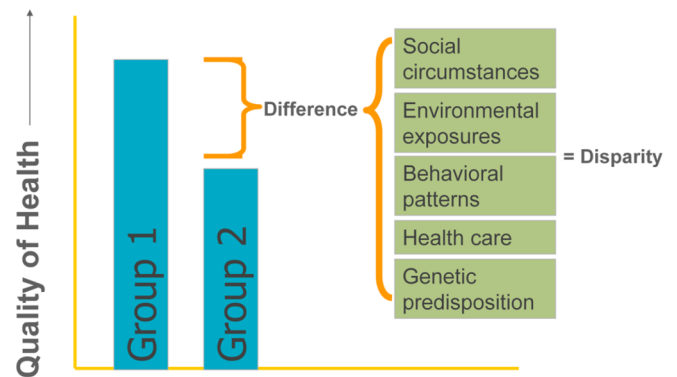 Quality of Health
Group 1
Group 2
Difference
Social
circumstances
Environmental
exposures
Behavioral
patterns
Health care
Genetic
predisposition
= Disparity